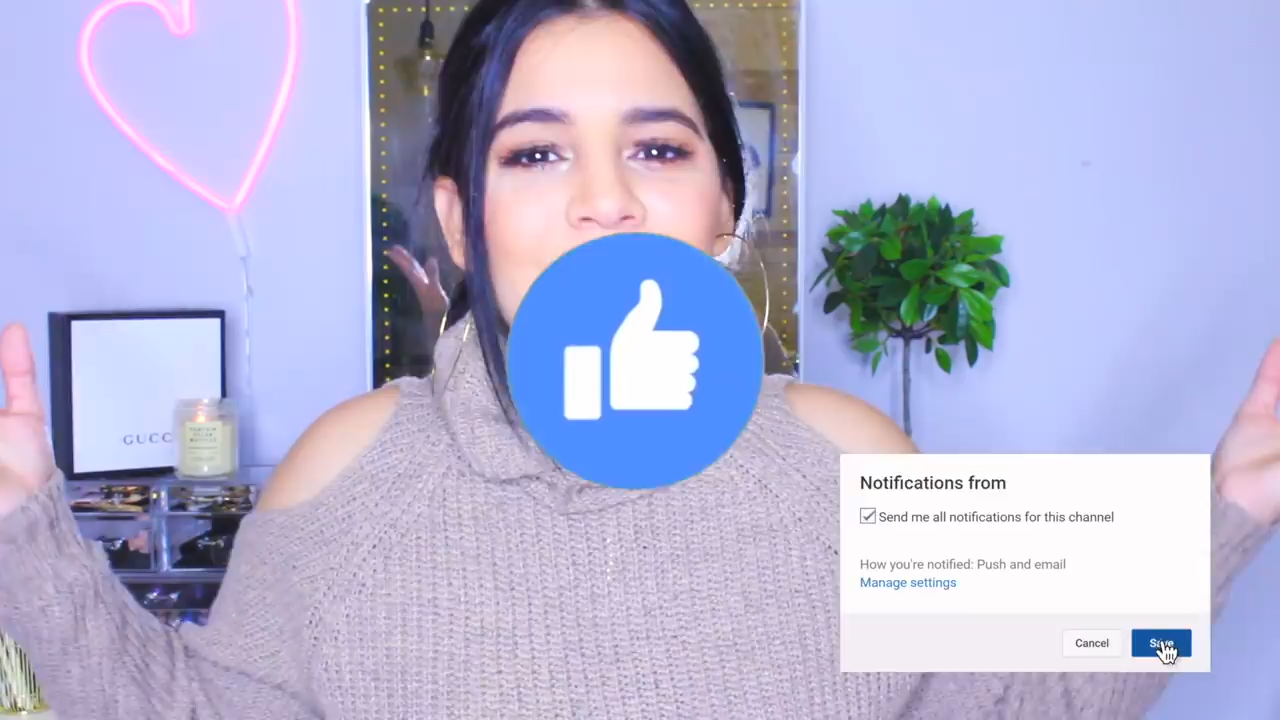 GUCC
Notifications from
Send me all notifications for this channel
How you're notified: Push and email
Manage settings
Cancel
Save